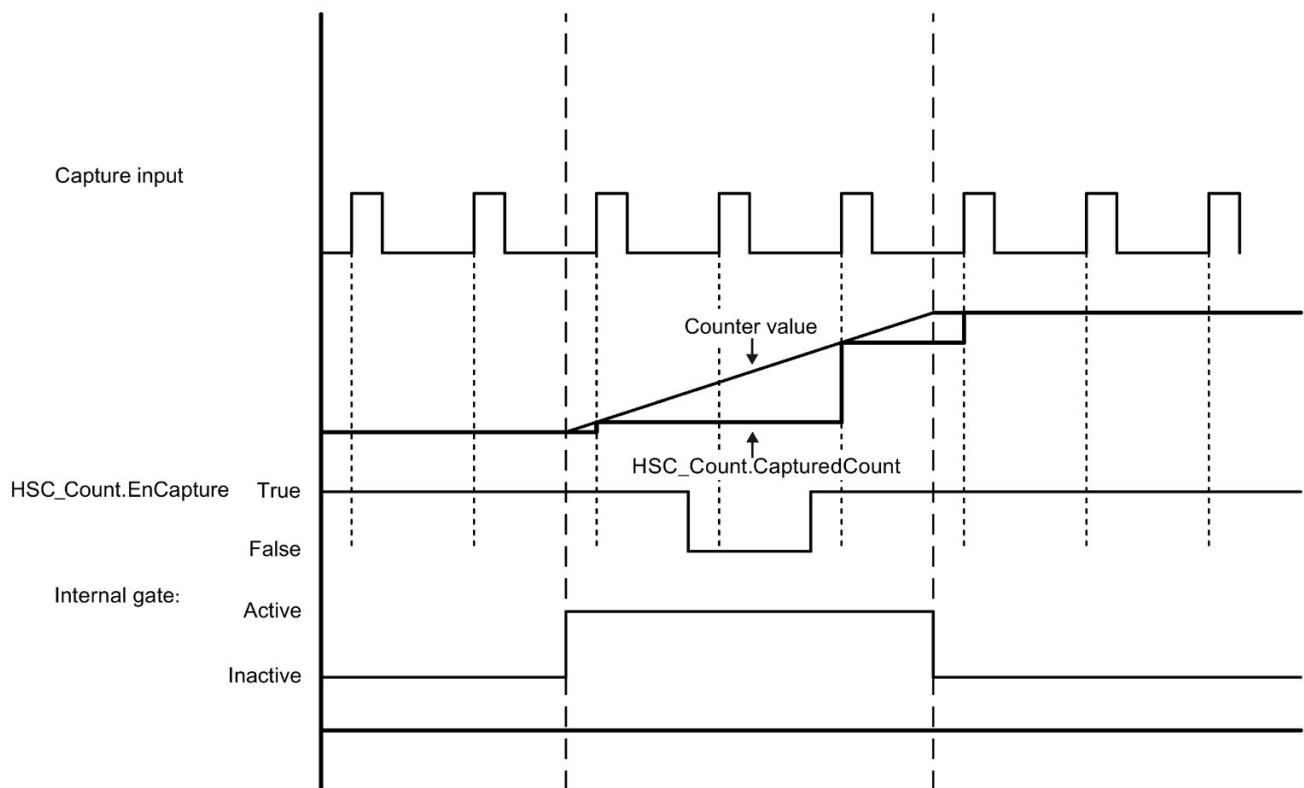 Capture input
Counter value
HSC_Count.CapturedCount
HSC_Count.EnCapture True
False
Internal gate:
Active
Inactive